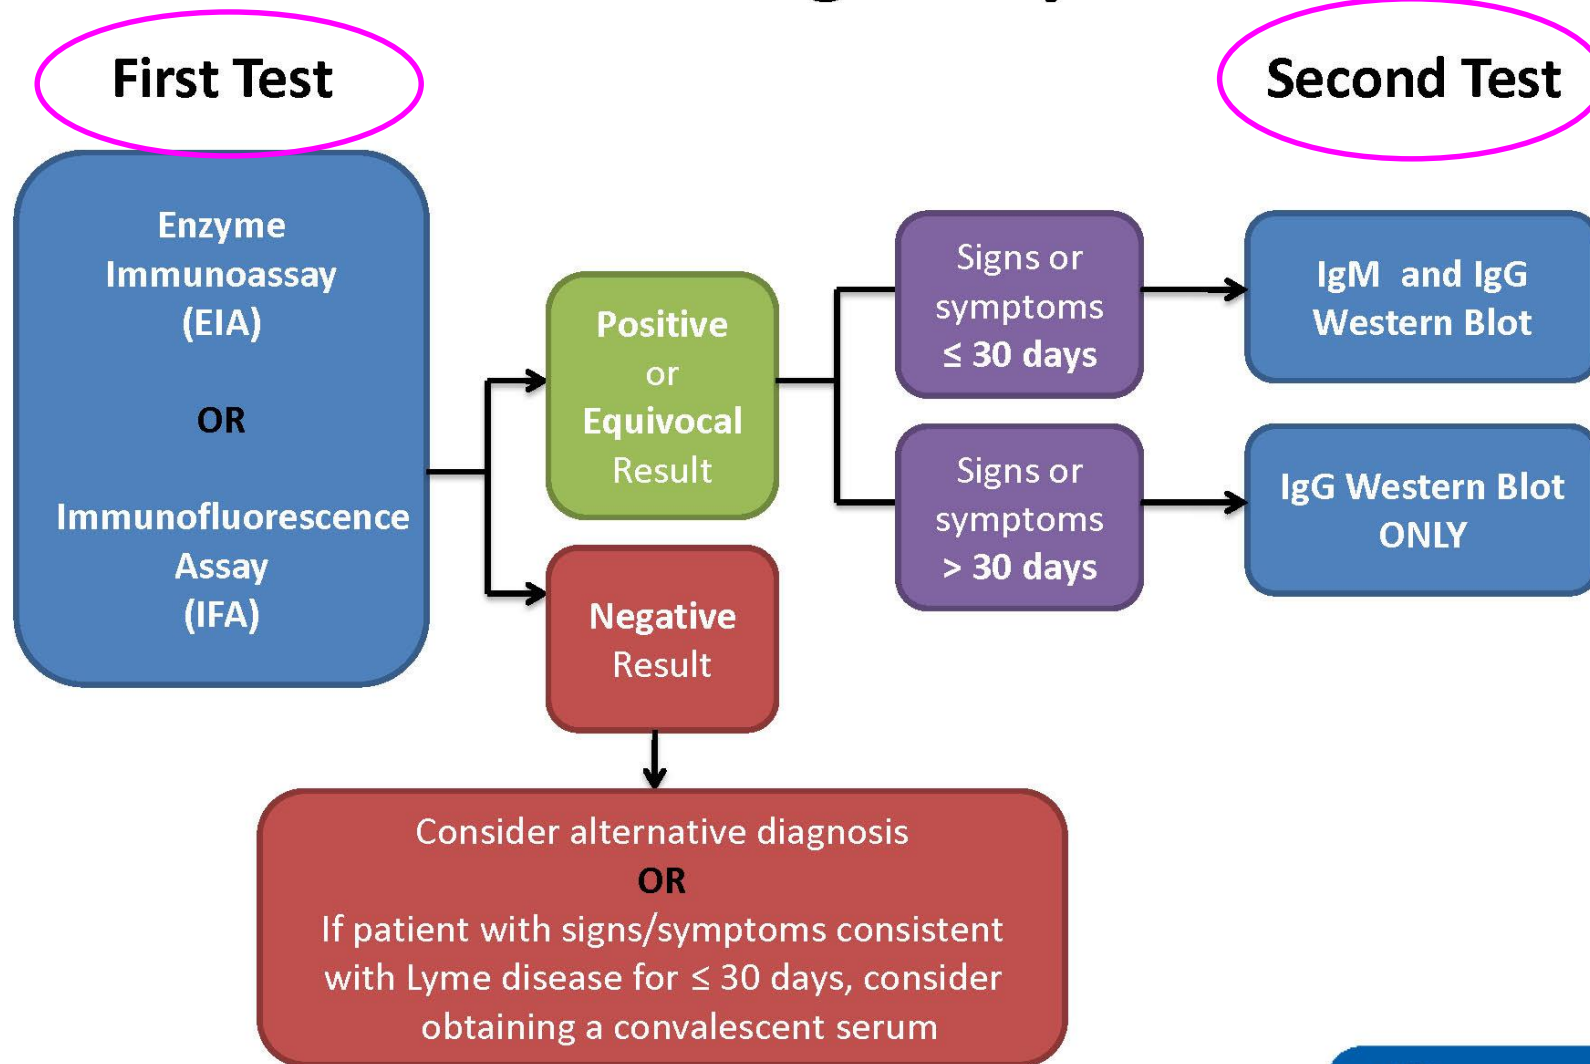 First Test
Second Test
Enzyme
Immunoassay
(EIA)
OR
Immunofluorescence
Assay
(IFA)
Positive
or
Equivocal
Result
Negative
Result
Signs or
symptoms
≤ 30 days
Signs or
symptoms
> 30 days
IgM and IgG
Western Blot
IgG Western Blot
ONLY
Consider alternative diagnosis
OR
If patient with signs/symptoms consistent
with Lyme disease for ≤ 30 days, consider
obtaining a convalescent serum